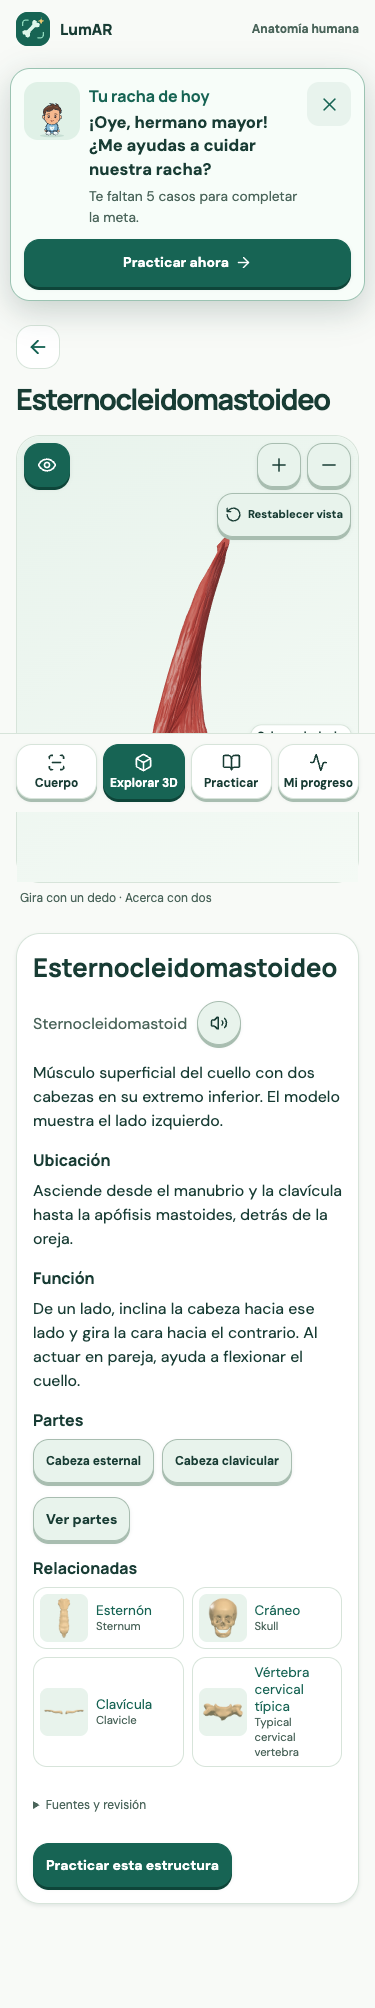 LumAR
Anatomía humana
Tu racha de hoy
¡Oye, hermano mayor!
¿Me ayudas a cuidar
nuestra racha?
Te faltan 5 casos para completar
la meta.
Practicar ahora
Esternocleidomastoideo
Restablecer vista
Cuerpo
Explorar 3D
Practicar
Mi progreso
Gira con un dedo · Acerca con dos
Esternocleidomastoideo
Sternocleidomastoid
Músculo superficial del cuello con dos
cabezas en su extremo inferior. El modelo
muestra el lado izquierdo.
Ubicación
Asciende desde el manubrio y la clavícula
hasta la apófisis mastoides, detrás de la
oreja.
Función
De un lado, inclina la cabeza hacia ese
lado y gira la cara hacia el contrario. Al
actuar en pareja, ayuda a flexionar el
cuello.
Partes
Cabeza esternal
Cabeza clavicular
Ver partes
Relacionadas
Esternón
Sternum
Cráneo
Skull
Clavícula
Clavicle
Vértebra
cervical
típica
Typical
cervical
vertebra
Fuentes y revisión
Practicar esta estructura